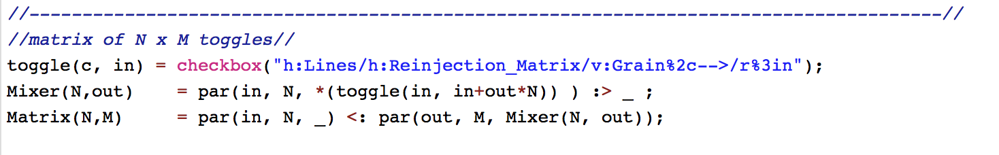 //--------------------------------------------------------------------------------------//
//matrix of N x M toggles//
toggle(c, in) = checkbox("h:Lines/h:Reinjection_Matrix/v:Grain%2c-->/r%3in");
Mixer(N,out)    = par(in, N, *(toggle(in, in+out*N)) ) :> _ ;
Matrix(N,M)     = par(in, N, _) <: par(out, M, Mixer(N, out));